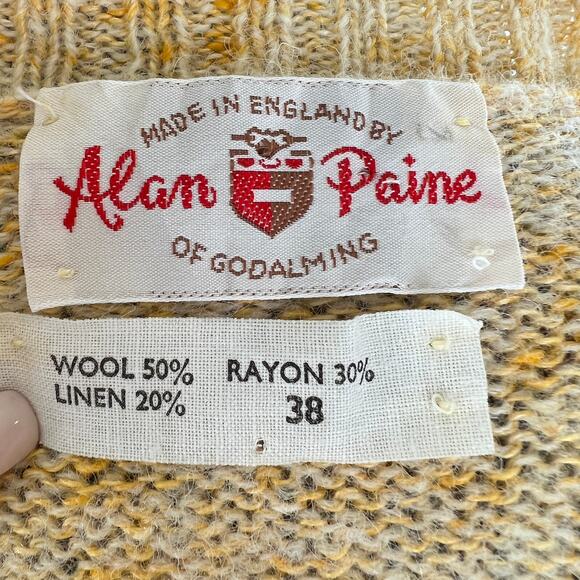 MADE IN ENGLAND BY
Alan Paine
OF GODALMING
WOOL 50% RAYON 30%
LINEN 20% 38